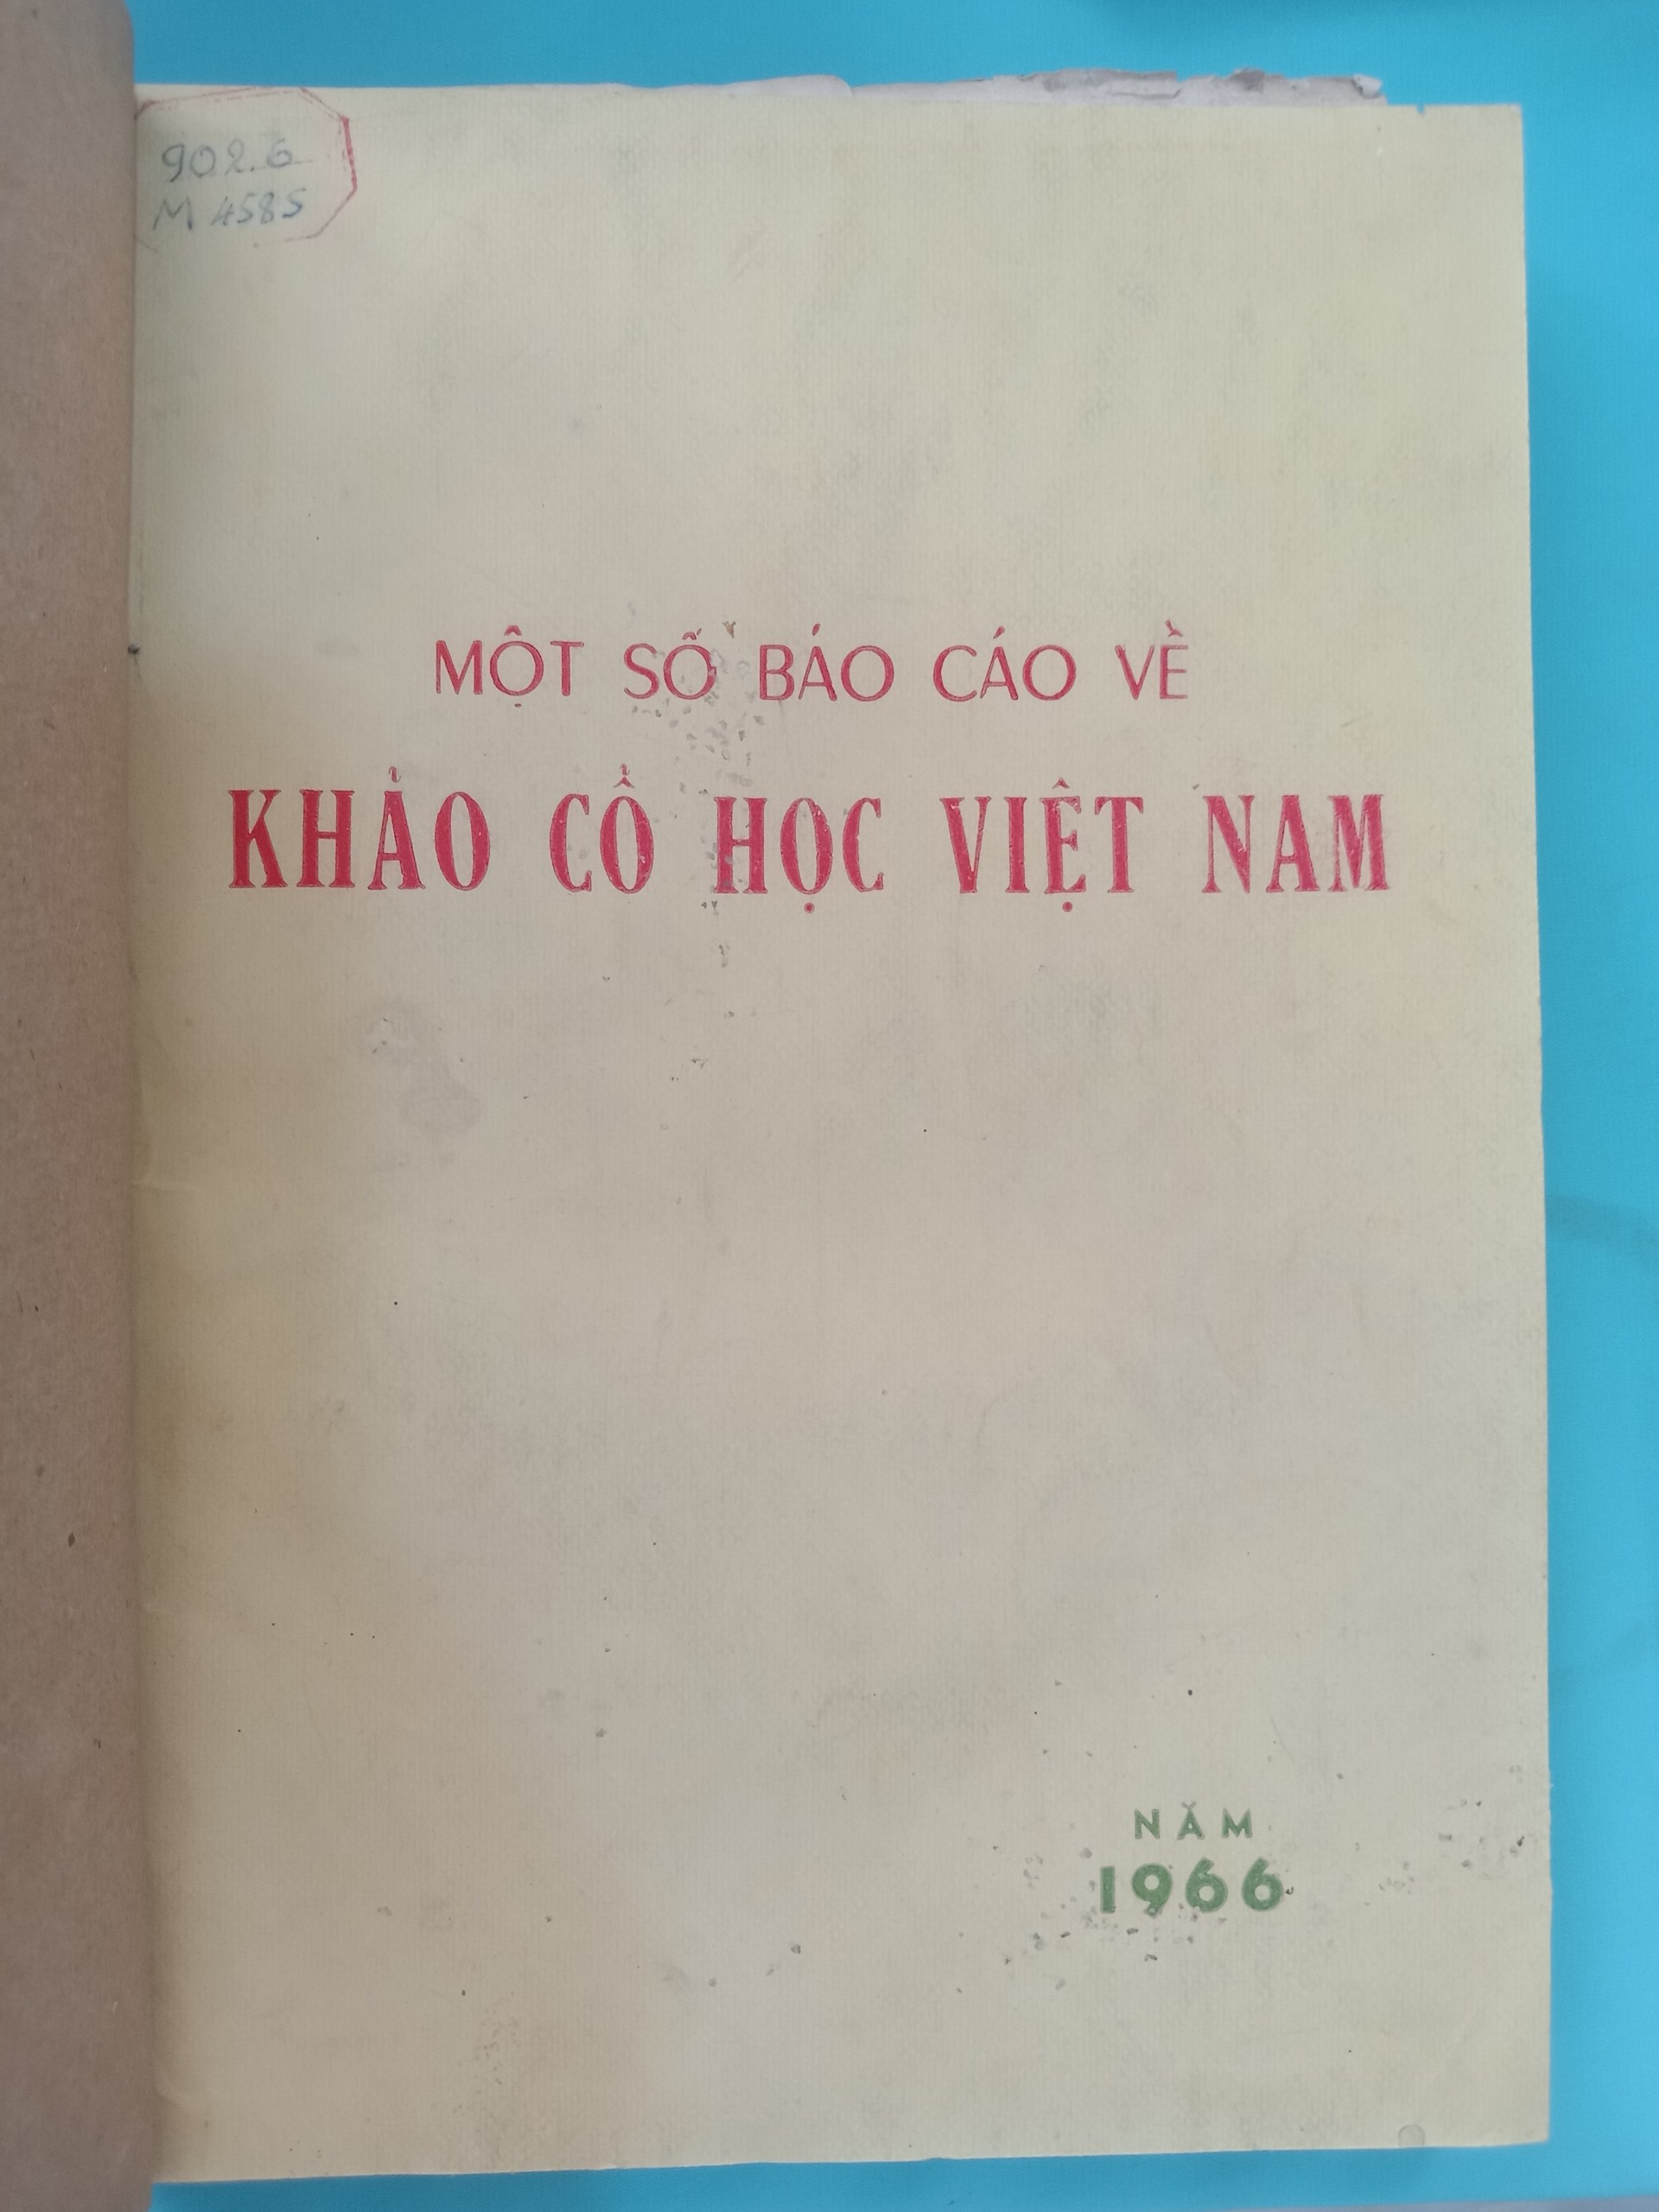 902.6
M 4585
MỘT SỐ BÁO CÁO VỀ
KHẢO CỔ HỌC VIỆT NAM
NĂM
1966